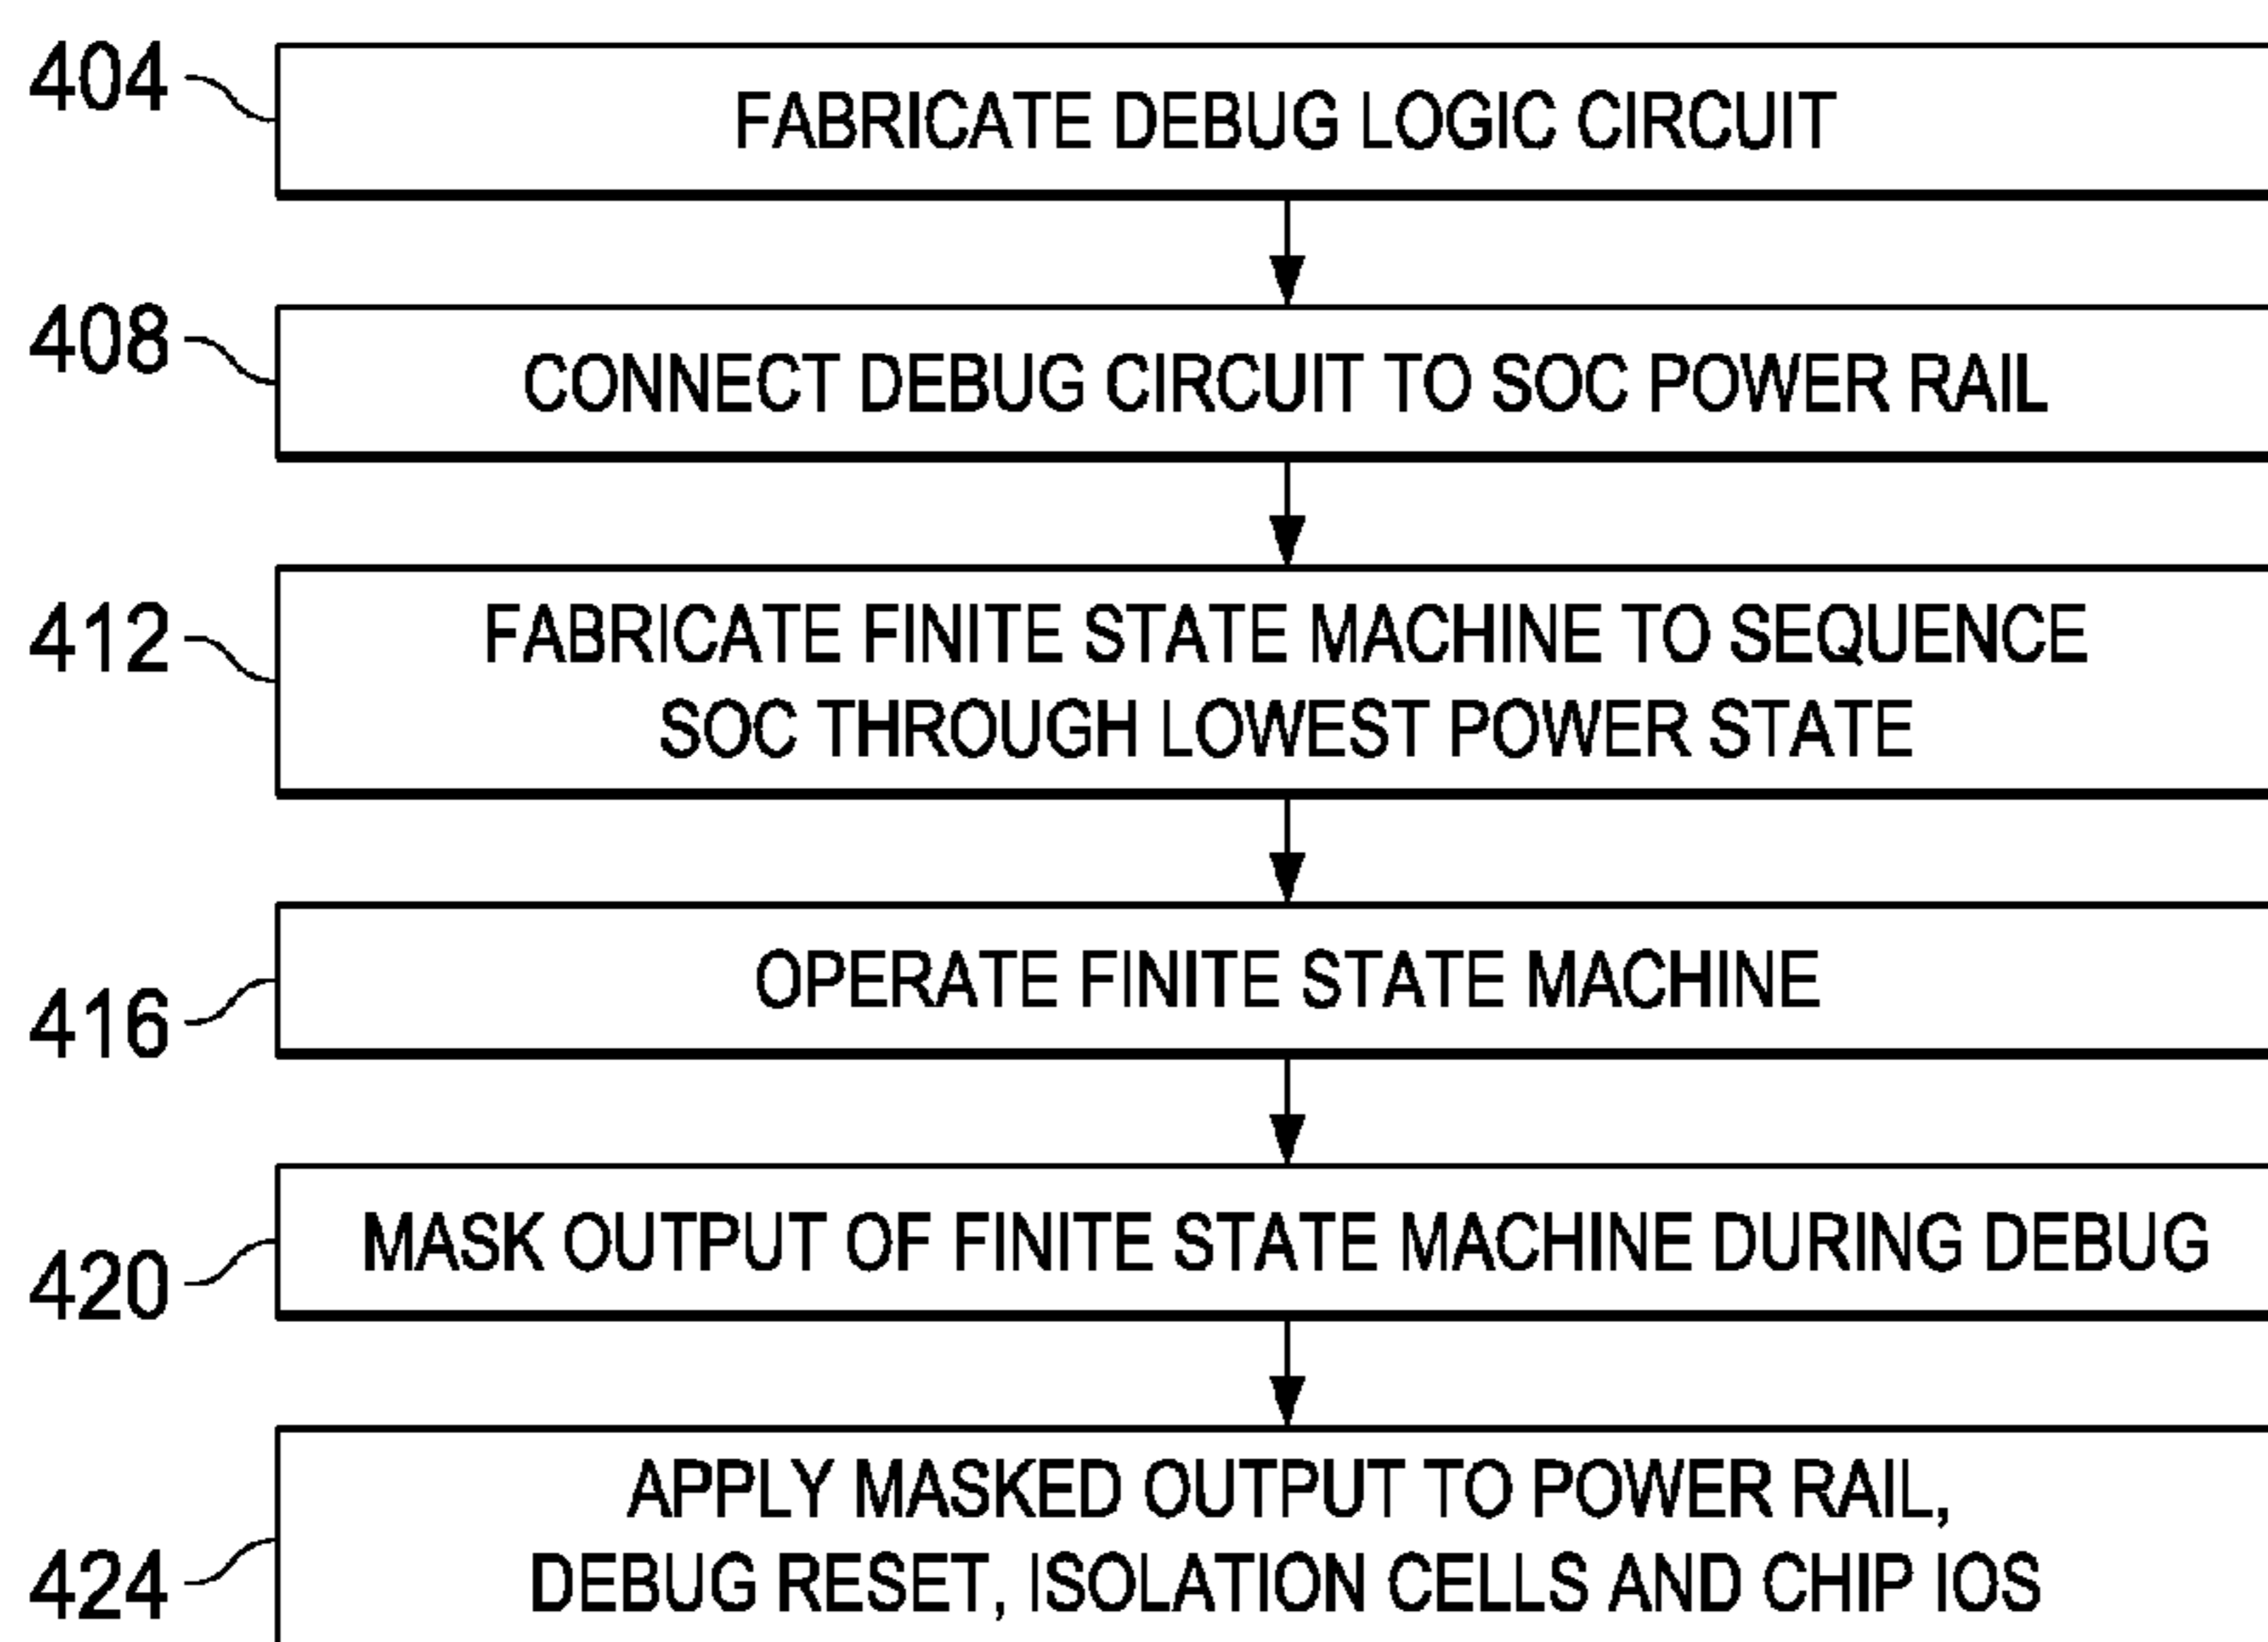 404
FABRICATE DEBUG LOGIC CIRCUIT
408
CONNECT DEBUG CIRCUIT TO SOC POWER RAIL
412
FABRICATE FINITE STATE MACHINE TO SEQUENCE
SOC THROUGH LOWEST POWER STATE
416
OPERATE FINITE STATE MACHINE
420
MASK OUTPUT OF FINITE STATE MACHINE DURING DEBUG
424
APPLY MASKED OUTPUT TO POWER RAIL,
DEBUG RESET, ISOLATION CELLS AND CHIP IOS